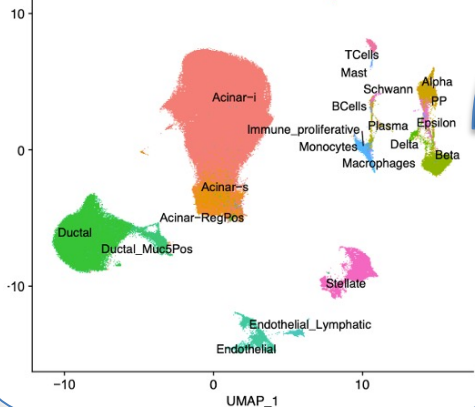 10
TCells
Mast
Alpha
Schwann
Acinar-i
PP
BCells
Epsilon
Immune_proliferative
Plasma
Delta
0
Monocytes
Beta
Macrophages
Acinar-s
Acinar-RegPos
Ductal
Ductal_Muc5Pos
-10
Stellate
Endothelial_Lymphatic
Endothelial
-10
0
10
UMAP_1